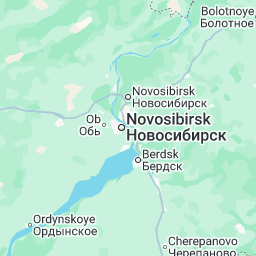 Bolotnoye
Болотное
Novosibirsk
Новосибирск
Ob
Обь
Novosibirsk
Новосибирск
Berdsk
Бердск
Ordynskoye
Ордынское
Cherepanovo
Черепаново